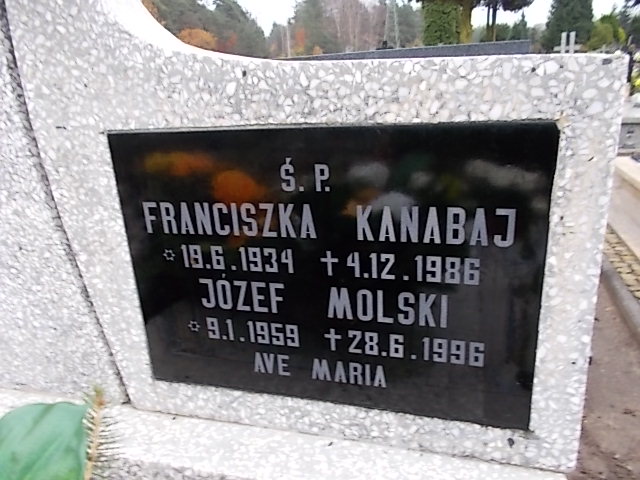 Ś. P.
FRANCISZKA KANABAJ
✡ 19.6.1934 ✝ 4.12.1986
JÓZEF MOLSKI
✡ 9.1.1959 ✝ 28.6.1996
AVE MARIA